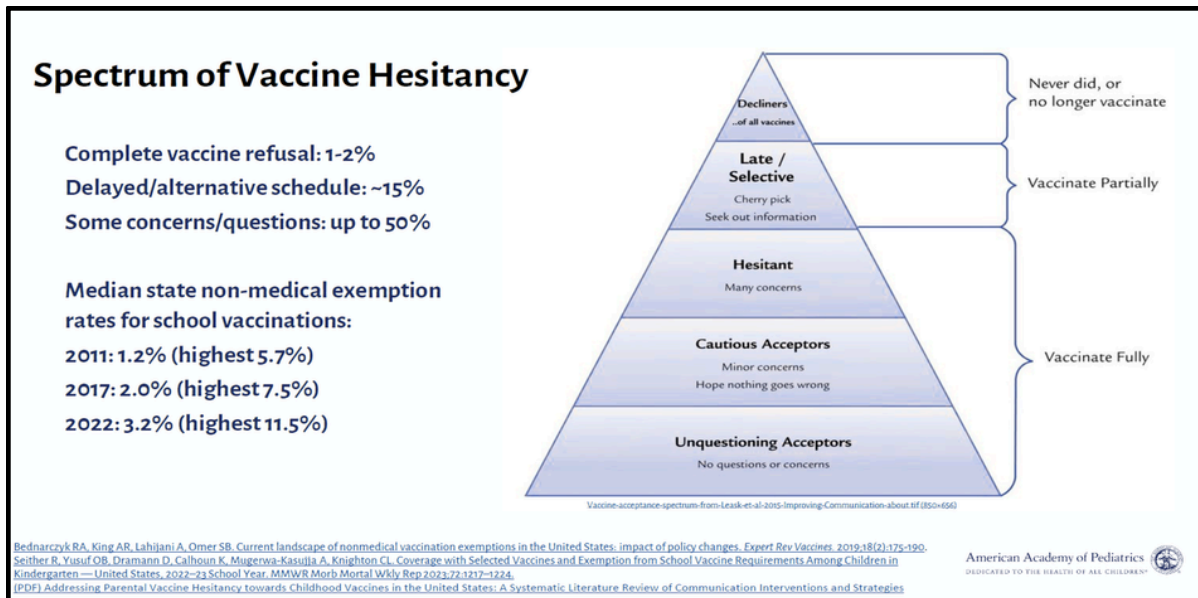 Spectrum of Vaccine Hesitancy
Complete vaccine refusal: 1-2%
Delayed/alternative schedule: ~15%
Some concerns/questions: up to 50%
Median state non-medical exemption
rates for school vaccinations:
2011: 1.2% (highest 5.7%)
2017: 2.0% (highest 7.5%)
2022: 3.2% (highest 11.5%)
Decliners
...of all vaccines
Never did, or
no longer vaccinate
Late /
Selective
Cherry pick
Seek out information
Vaccinate Partially
Hesitant
Many concerns
Cautious Acceptors
Minor concerns
Hope nothing goes wrong
Vaccinate Fully
Unquestioning Acceptors
No questions or concerns
Vaccine-acceptance-spectrum-from-Leask-et-al-2015-Improving-Communication-about.tif (850×656)
Bednarczyk RA, King AR, Lahijani A, Omer SB. Current landscape of nonmedical vaccination exemptions in the United States: impact of policy changes. Expert Rev Vaccines. 2019;18(2):175-190.
Seither R, Yusuf OB, Dramann D, Calhoun K, Mugerwa-Kasujja A, Knighton CL. Coverage with Selected Vaccines and Exemption from School Vaccine Requirements Among Children in
Kindergarten — United States, 2022–23 School Year. MMWR Morb Mortal Wkly Rep 2023;72:1217–1224.
(PDF) Addressing Parental Vaccine Hesitancy towards Childhood Vaccines in the United States: A Systematic Literature Review of Communication Interventions and Strategies
American Academy of Pediatrics
DEDICATED TO THE HEALTH OF ALL CHILDREN®